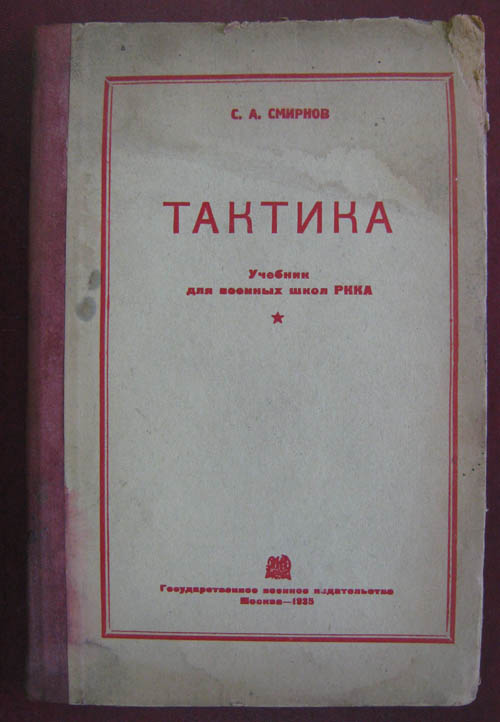 С. А. СМИРНОВ
ТАКТИКА
Учебник
для военных школ РККА
Государственное военное издательство
Москва—1935